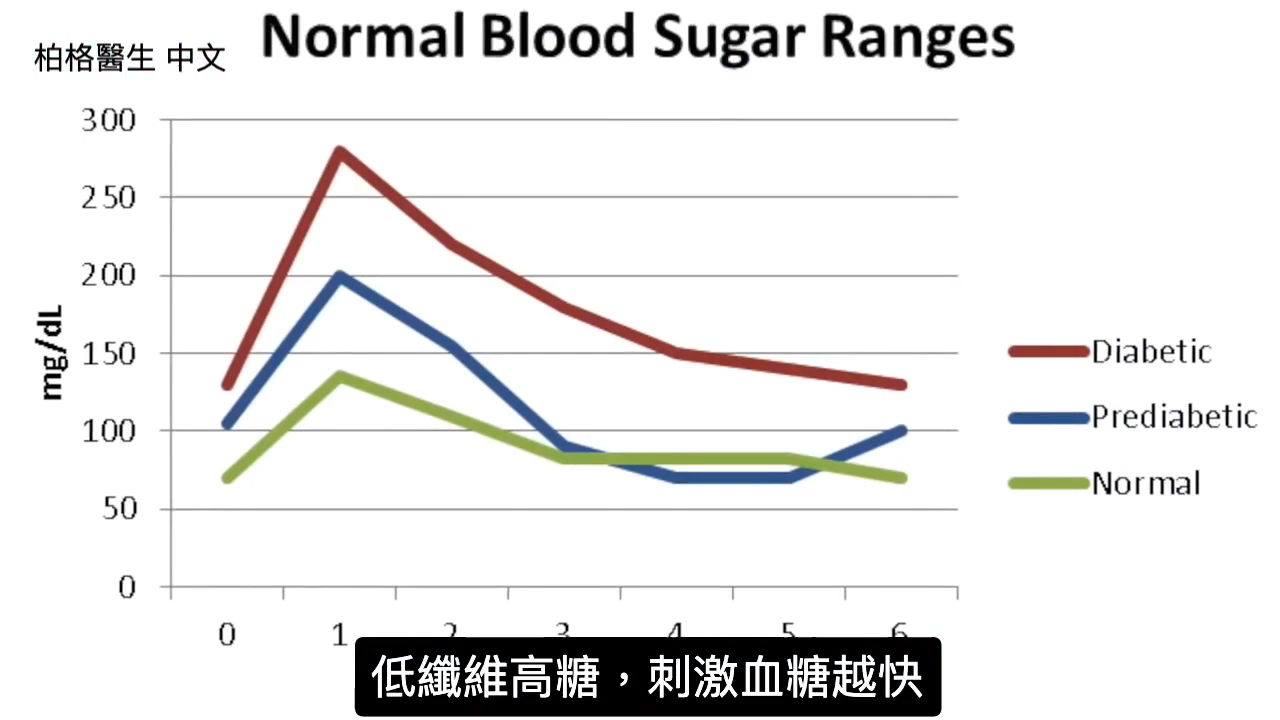 Normal Blood Sugar Ranges
柏格醫生 中文
300
250
200
150
100
50
0
mg/dL
Diabetic
Prediabetic
Normal
0 1 2 3 4 5 6
低纖維高糖，刺激血糖越快